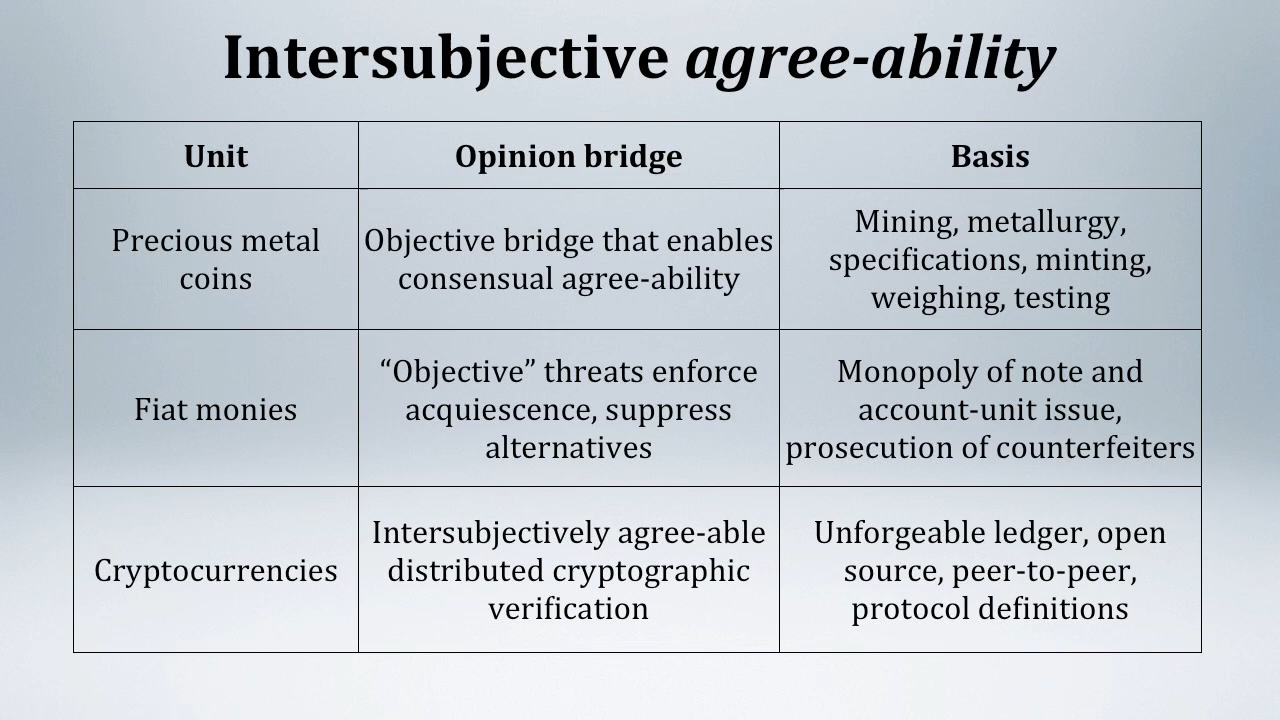 Intersubjective agree-ability
Unit
Opinion bridge
Basis
Precious metal
coins
Objective bridge that enables
consensual agree-ability
Mining, metallurgy,
specifications, minting,
weighing, testing
Fiat monies
“Objective” threats enforce
acquiescence, suppress
alternatives
Monopoly of note and
account-unit issue,
prosecution of counterfeiters
Cryptocurrencies
Intersubjectively agree-able
distributed cryptographic
verification
Unforgeable ledger, open
source, peer-to-peer,
protocol definitions